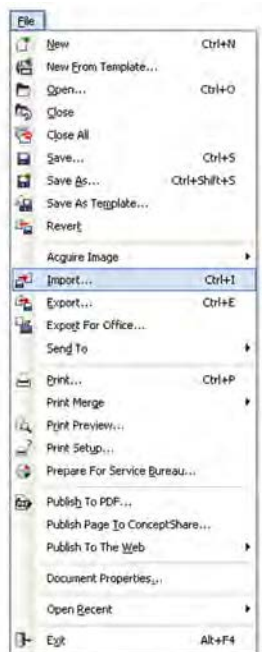 File
New Ctrl+N
New From Template...
Open... Ctrl+O
Close
Close All
Save... Ctrl+S
Save As... Ctrl+Shift+S
Save As Template...
Revert
Acquire Image
Import... Ctrl+I
Export... Ctrl+E
Export For Office...
Send To
Print... Ctrl+P
Print Merge
Print Preview...
Print Setup...
Prepare For Service Bureau...
Publish To PDF...
Publish Page To ConceptShare...
Publish To The Web
Document Properties...
Open Recent
Exit Alt+F4